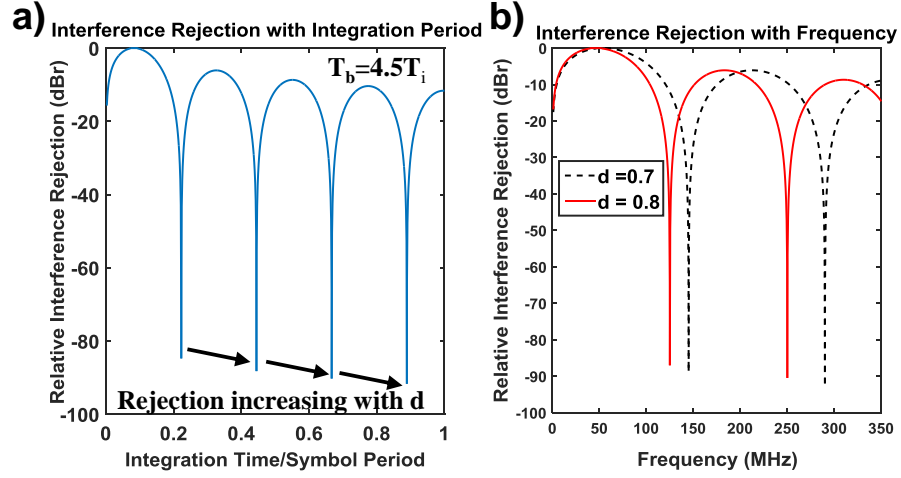 a)
Interference Rejection with Integration Period
Relative Interference Rejection (dBr)
0
-20
-40
-60
-80
-100
T_b=4.5T_i
Rejection increasing with d
0 0.2 0.4 0.6 0.8 1
Integration Time/Symbol Period
b)
Interference Rejection with Frequency
Relative Interference Rejection (dBr)
0
-10
-20
-30
-40
-50
-60
-70
-80
-90
-100
d =0.7
d = 0.8
0 50 100 150 200 250 300 350
Frequency (MHz)